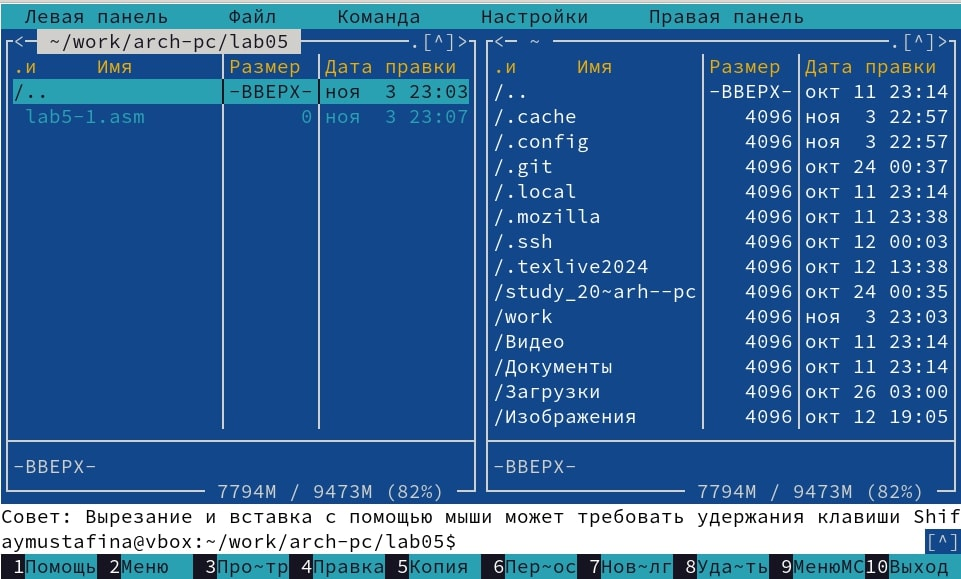 Левая панель Файл Команда Настройки Правая панель
<─ ~/work/arch-pc/lab05 .[^]> <─ ~ .[^]>
.и Имя Размер Дата правки .и Имя Размер Дата правки
/.. -ВВЕРХ- ноя 3 23:03 /.. -ВВЕРХ- окт 11 23:14
lab5-1.asm 0 ноя 3 23:07 /.cache 4096 ноя 3 22:57
/.config 4096 ноя 3 22:57
/.git 4096 окт 24 00:37
/.local 4096 окт 11 23:14
/.mozilla 4096 окт 11 23:38
/.ssh 4096 окт 12 00:03
/.texlive2024 4096 окт 12 13:38
/study_20~arh--pc 4096 окт 24 00:35
/work 4096 ноя 3 23:03
/Видео 4096 окт 11 23:14
/Документы 4096 окт 11 23:14
/Загрузки 4096 окт 26 03:00
/Изображения 4096 окт 12 19:05
-ВВЕРХ- -ВВЕРХ-
7794M / 9473M (82%) 7794M / 9473M (82%)
Совет: Вырезание и вставка с помощью мыши может требовать удержания клавиши Shif
aymustafina@vbox:~/work/arch-pc/lab05$ [^]
1Помощь 2Меню 3Про~тр 4Правка 5Копия 6Пер~ос 7Нов~лг 8Уда~ть 9МенюМС 10Выход